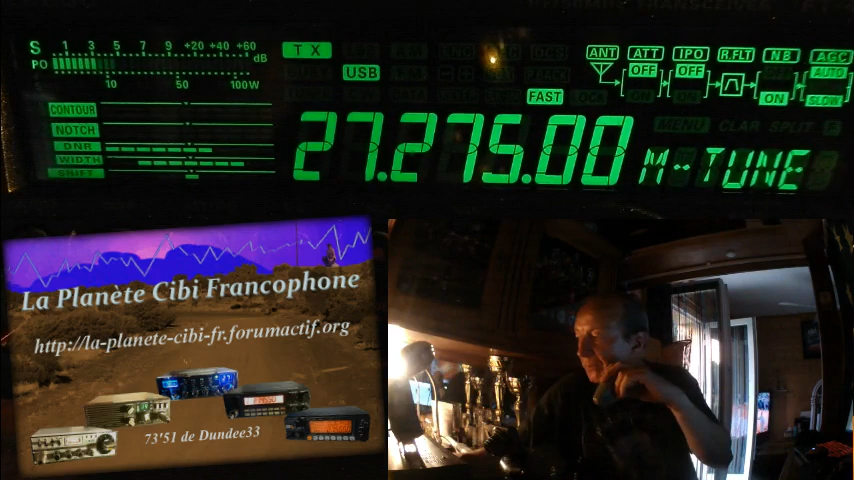 S 1 3 5 7 9 +20 +40 +60 dB
PO
10 50 100 W
TX
USB
FAST
ANT ATT IPO R.FLT NB AGC
OFF OFF AUTO
ON SLOW
CONTOUR
NOTCH
DNR
WIDTH
SHIFT
27.275.00
MENU CLAR SPLIT
M--TUNE
La Planète Cibi Francophone
http://la-planete-cibi-fr.forumactif.org
73'51 de Dundee33